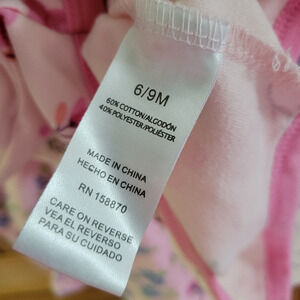 6/9M
60% COTTON/ALGODÓN
40% POLYESTER/POLIÉSTER
MADE IN CHINA
HECHO EN CHINA
RN 158870
CARE ON REVERSE
VEA EL REVERSO
PARA SU CUIDADO